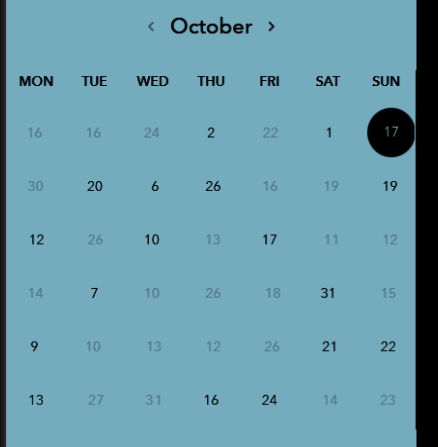 ‹ October ›
MON TUE WED THU FRI SAT SUN
16 16 24 2 22 1 17
30 20 6 26 16 19 19
12 26 10 13 17 11 12
14 7 10 26 18 31 15
9 10 13 12 26 21 22
13 27 31 16 24 14 23